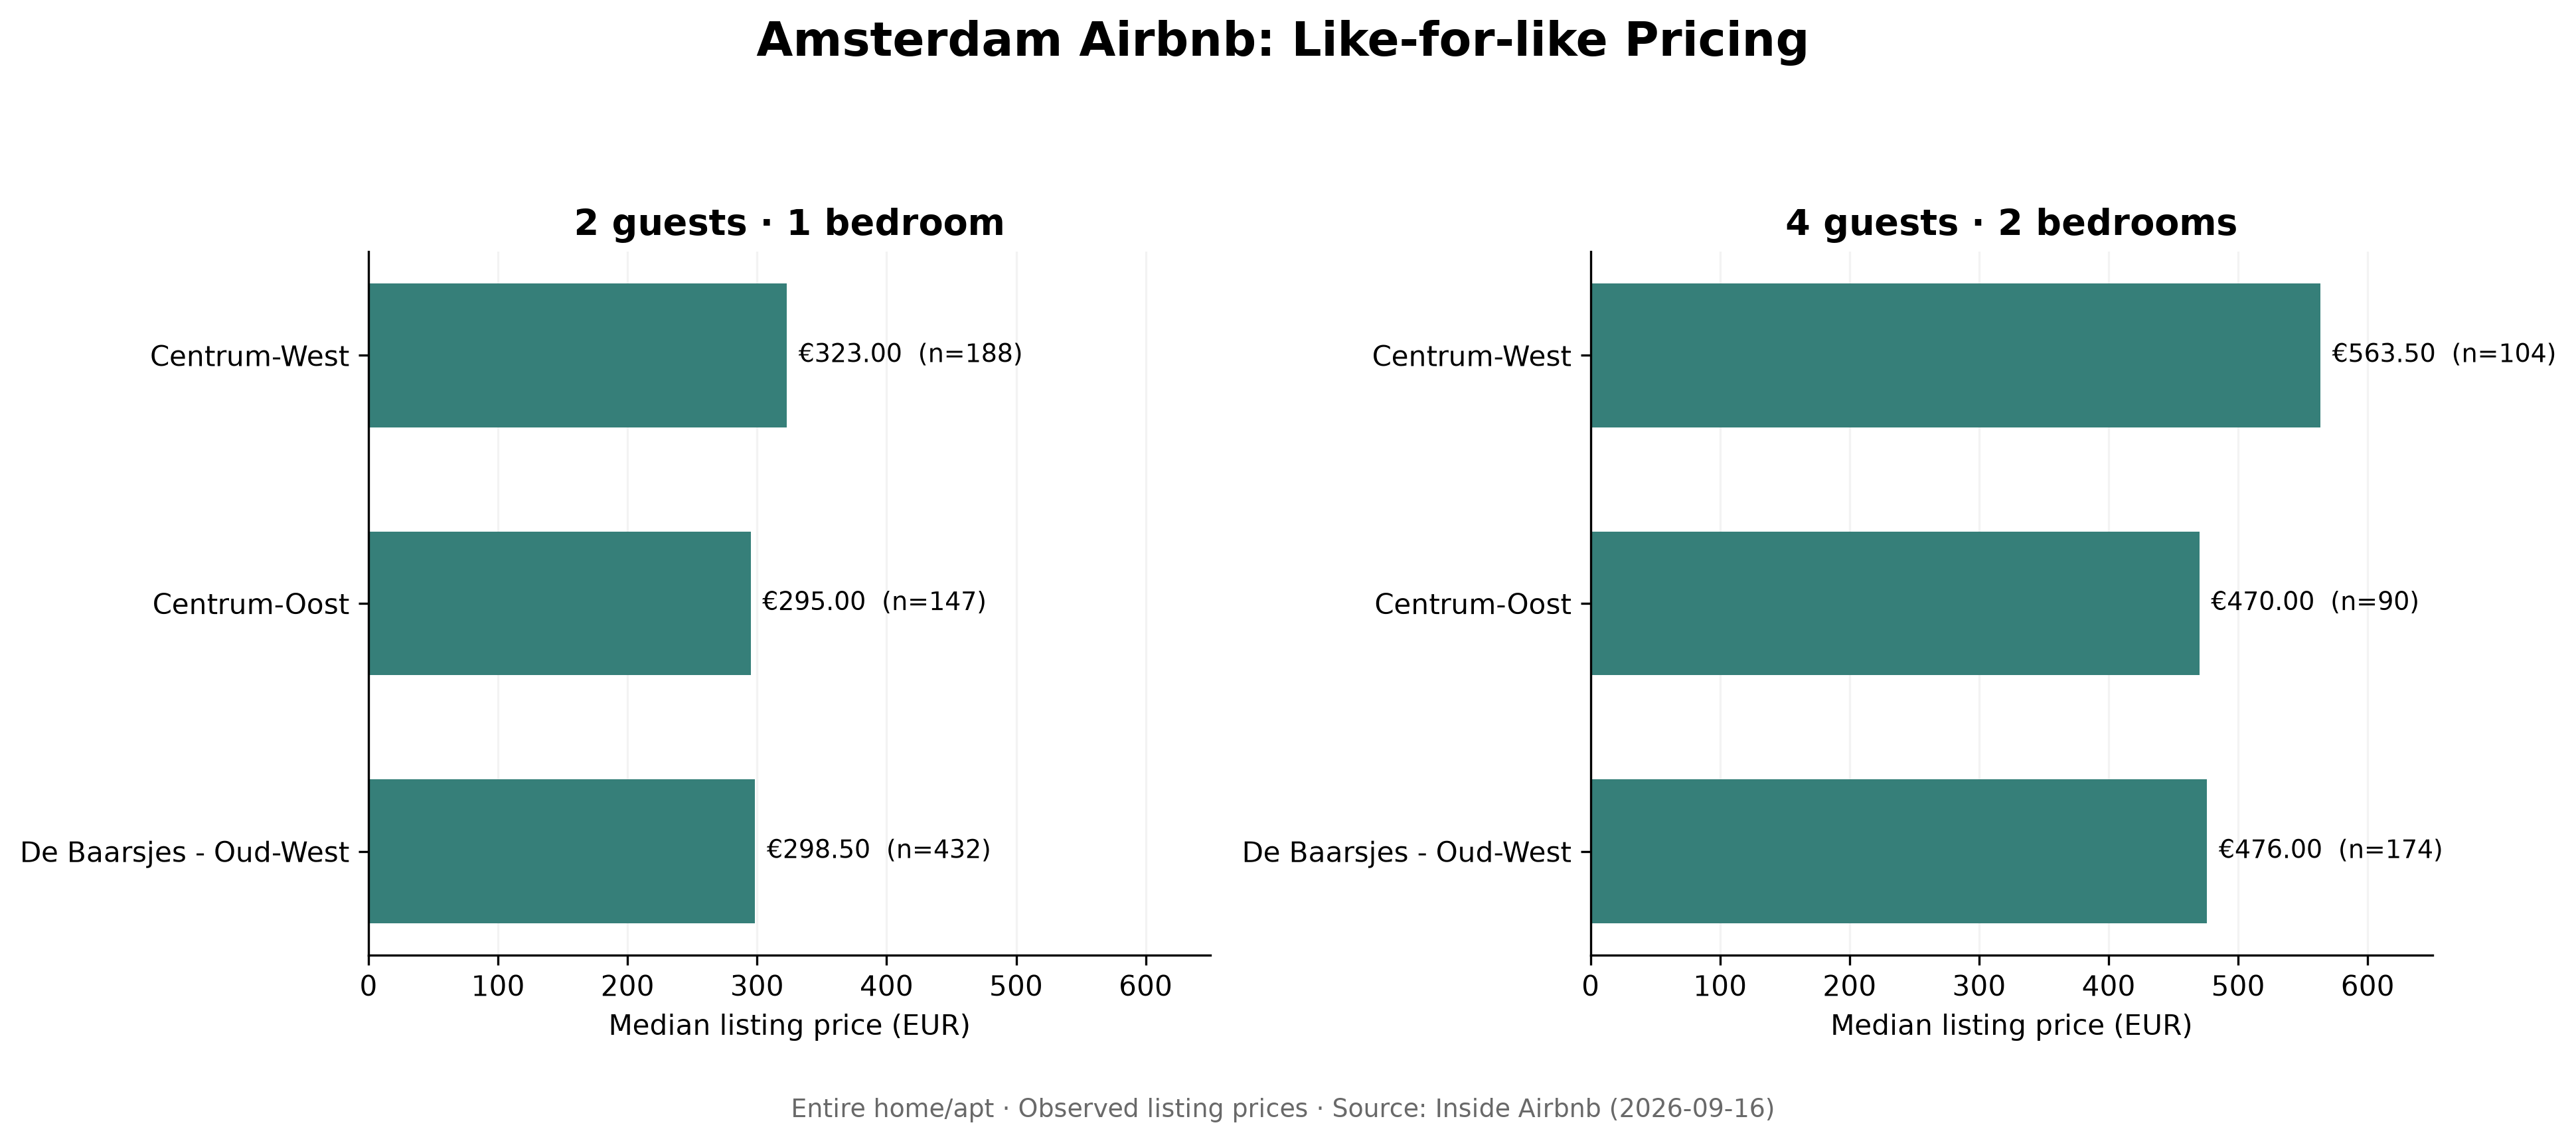 Amsterdam Airbnb: Like-for-like Pricing
2 guests · 1 bedroom
Centrum-West
€323.00  (n=188)
Centrum-Oost
€295.00  (n=147)
De Baarsjes - Oud-West
€298.50  (n=432)
0 100 200 300 400 500 600
Median listing price (EUR)
4 guests · 2 bedrooms
Centrum-West
€563.50  (n=104)
Centrum-Oost
€470.00  (n=90)
De Baarsjes - Oud-West
€476.00  (n=174)
0 100 200 300 400 500 600
Median listing price (EUR)
Entire home/apt · Observed listing prices · Source: Inside Airbnb (2026-09-16)